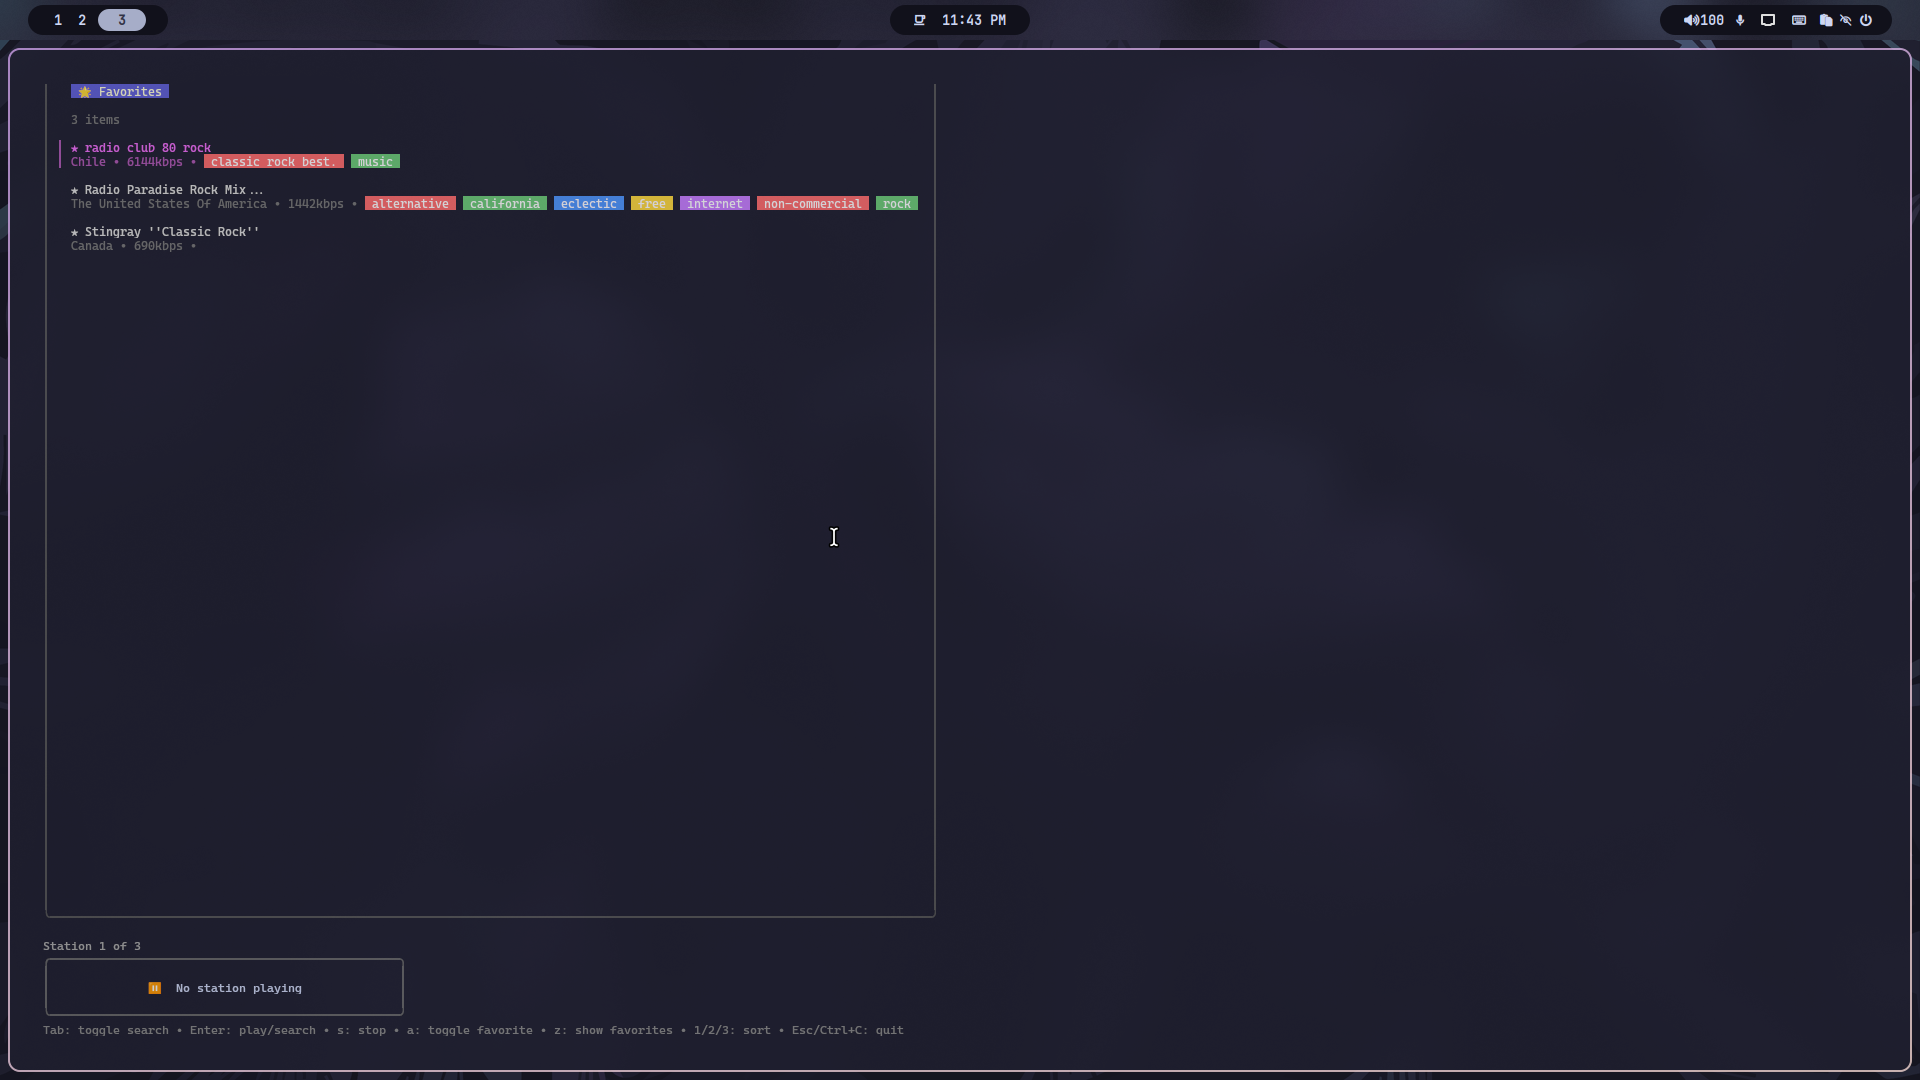 1 2 3
11:43 PM
100
🌟 Favorites
3 items
★ radio club 80 rock
Chile • 6144kbps • classic rock best. music
★ Radio Paradise Rock Mix...
The United States Of America • 1442kbps • alternative california eclectic free internet non-commercial rock
★ Stingray ''Classic Rock''
Canada • 690kbps •
Station 1 of 3
⏸ No station playing
Tab: toggle search • Enter: play/search • s: stop • a: toggle favorite • z: show favorites • 1/2/3: sort • Esc/Ctrl+C: quit